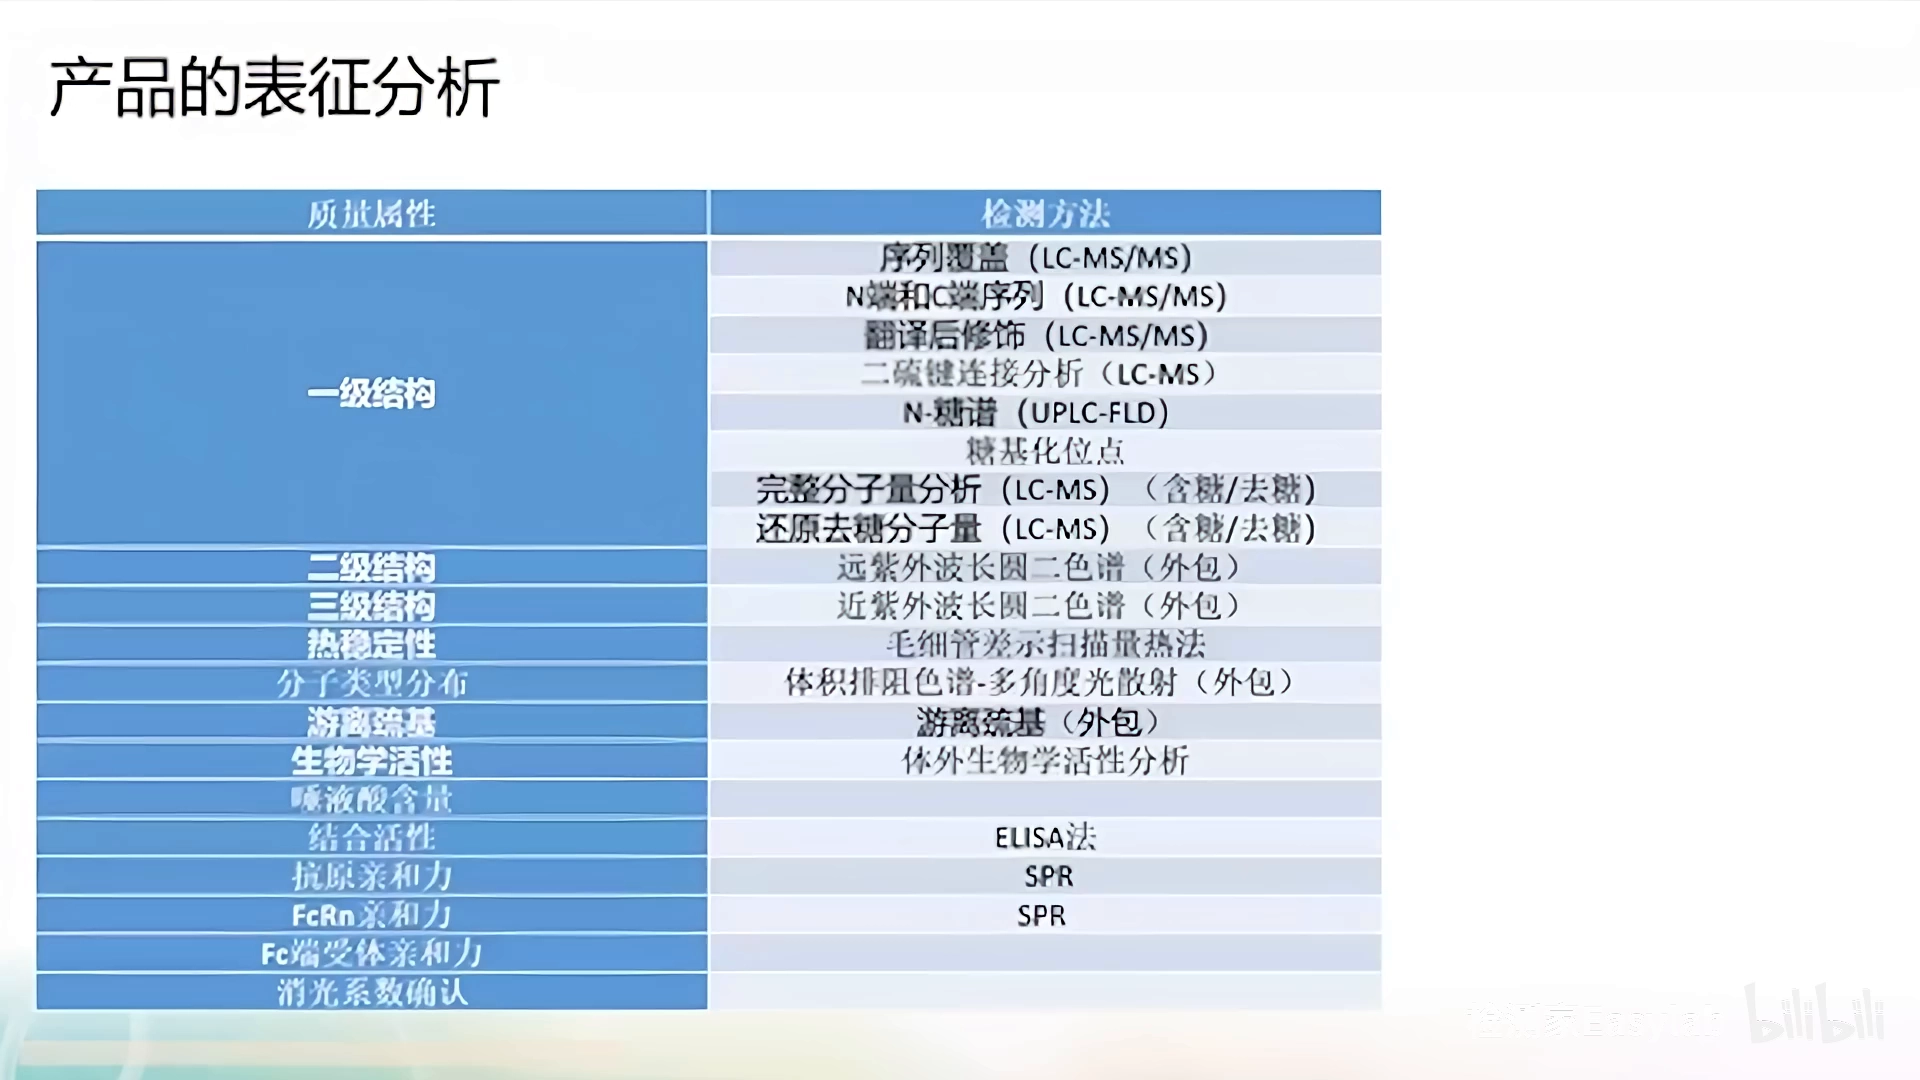 产品的表征分析
质量属性 检测方法
一级结构 序列覆盖（LC-MS/MS)
N端和C端序列（LC-MS/MS)
翻译后修饰（LC-MS/MS)
二硫键连接分析（LC-MS）
N-糖谱（UPLC-FLD)
糖基化位点
完整分子量分析（LC-MS)（含糖/去糖)
还原去糖分子量（LC-MS)（含糖/去糖)
二级结构 远紫外波长圆二色谱（外包）
三级结构 近紫外波长圆二色谱（外包）
热稳定性 毛细管差示扫描量热法
分子类型分布 体积排阻色谱-多角度光散射（外包）
游离巯基 游离巯基（外包）
生物学活性 体外生物学活性分析
唾液酸含量
结合活性 ELISA法
抗原亲和力 SPR
FcRn亲和力 SPR
Fc端受体亲和力
消光系数确认
bilibili